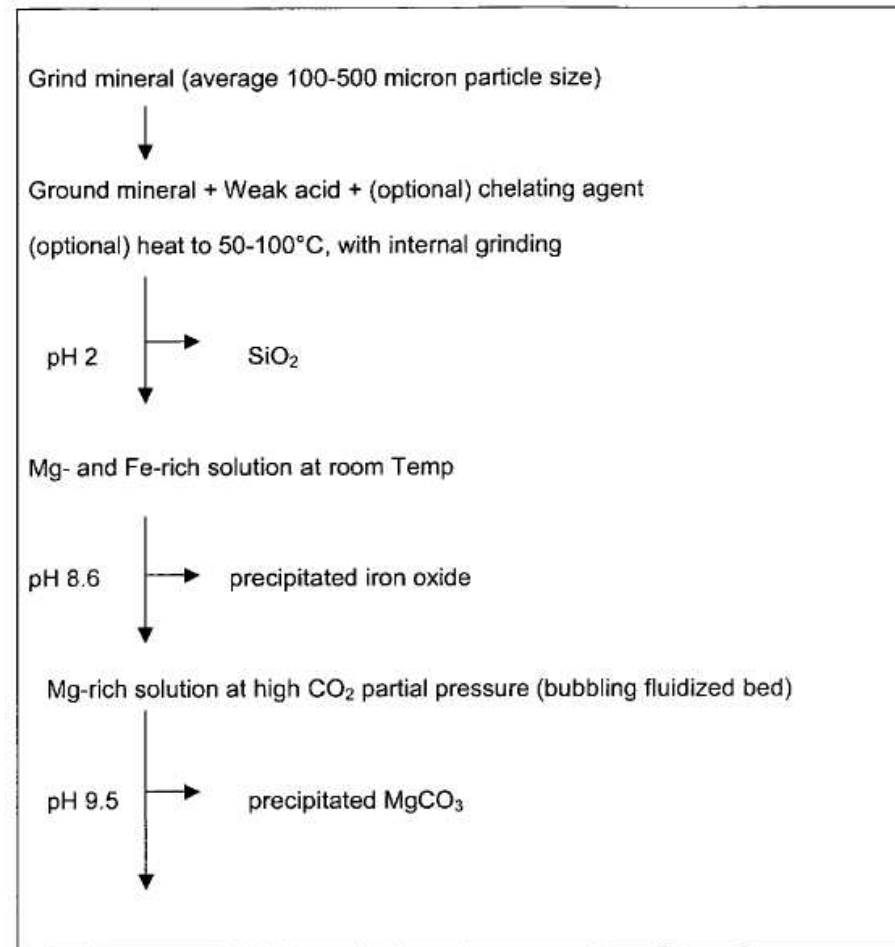 Grind mineral (average 100-500 micron particle size)
Ground mineral + Weak acid + (optional) chelating agent
(optional) heat to 50-100°C, with internal grinding
pH 2 SiO₂
Mg- and Fe-rich solution at room Temp
pH 8.6 precipitated iron oxide
Mg-rich solution at high CO₂ partial pressure (bubbling fluidized bed)
pH 9.5 precipitated MgCO₃